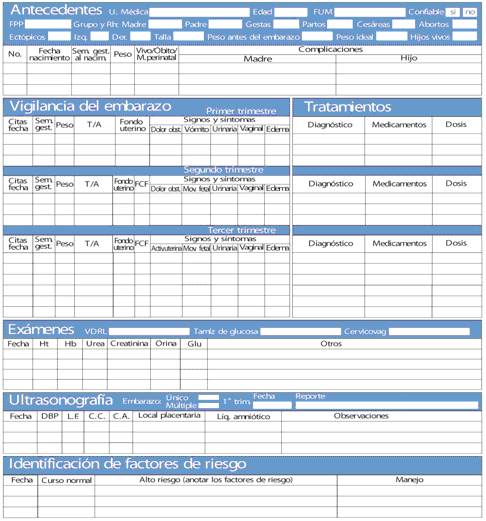 Antecedentes U. Médica Edad FUM Confiable si no
FPP Grupo y Rh: Madre Padre Gestas Partos Cesáreas Abortos
Ectópicos Izq. Der. Talla Peso antes del embarazo Peso ideal Hijos vivos
No. Fecha nacimiento Sem. gest. al nacim. Peso Vivo/Óbito/ M.perinatal Complicaciones
Madre Hijo
Vigilancia del embarazo Primer trimestre Tratamientos
Citas fecha Sem. gest. Peso T/A Fondo uterino Signos y síntomas Diagnóstico Medicamentos Dosis
Dolor obst. Vómito Urinaria Vaginal Edema
Segundo trimestre
Citas fecha Sem. gest. Peso T/A Fondo uterino FCF Signos y síntomas Diagnóstico Medicamentos Dosis
Dolor obst. Mov. fetal Urinaria Vaginal Edema
Tercer trimestre
Citas fecha Sem. gest. Peso T/A Fondo uterino FCF Signos y síntomas Diagnóstico Medicamentos Dosis
Activuterina Mov. fetal Urinaria Vaginal Edema
Exámenes VDRL Tamiz de glucosa Cervicovag
Fecha Ht Hb Urea Creatinina Orina Glu Otros
Ultrasonografía Embarazo: Único Múltiple 1er trim. Fecha Reporte
Fecha DBP L.F. C.C. C.A. Local placentaria Líq. amniótico Observaciones
Identificación de factores de riesgo
Fecha Curso normal Alto riesgo (anotar los factores de riesgo) Manejo